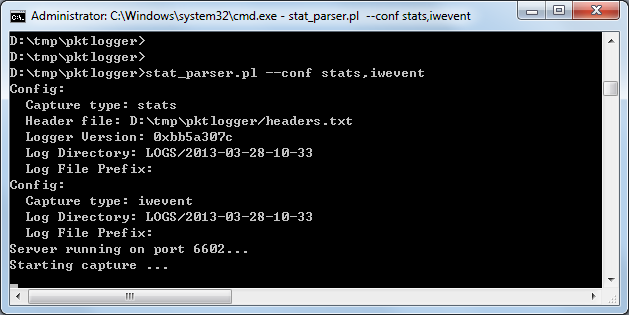 Administrator: C:\Windows\system32\cmd.exe - stat_parser.pl  --conf stats,iwevent
D:\tmp\pktlogger>
D:\tmp\pktlogger>
D:\tmp\pktlogger>stat_parser.pl --conf stats,iwevent
Config:
  Capture type: stats
  Header file: D:\tmp\pktlogger/headers.txt
  Logger Version: 0xbb5a307c
  Log Directory: LOGS/2013-03-28-10-33
  Log File Prefix:
Config:
  Capture type: iwevent
  Log Directory: LOGS/2013-03-28-10-33
  Log File Prefix:
Server running on port 6602...
Starting capture ...